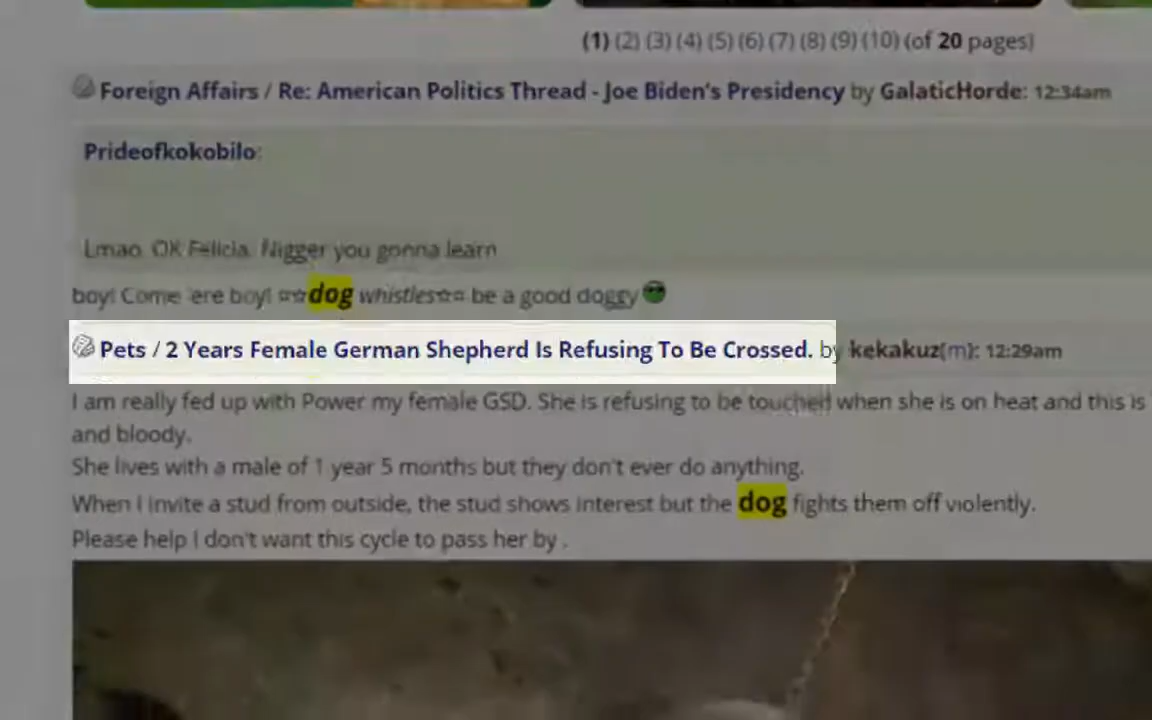 (1) (2) (3) (4) (5) (6) (7) (8) (9) (10) (of 20 pages)
Foreign Affairs / Re: American Politics Thread - Joe Biden's Presidency by GalaticHorde: 12:34am
Prideofkokobilo:
Lmao. OK Felicia. Nigger you gonna learn
boy! Come 'ere boy! ¤☆dog whistles☆¤ be a good doggy
Pets / 2 Years Female German Shepherd Is Refusing To Be Crossed. by kekakuz(m): 12:29am
I am really fed up with Power my female GSD. She is refusing to be touched when she is on heat and this is
and bloody.
She lives with a male of 1 year 5 months but they don't ever do anything.
When I invite a stud from outside, the stud shows interest but the dog fights them off violently.
Please help I don't want this cycle to pass her by .